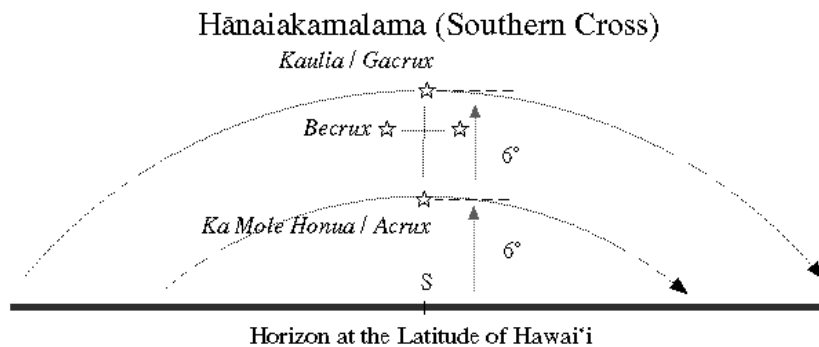 Hānaiakamalama (Southern Cross)
Kaulia / Gacrux
Becrux
6°
Ka Mole Honua / Acrux
6°
S
Horizon at the Latitude of Hawai‘i